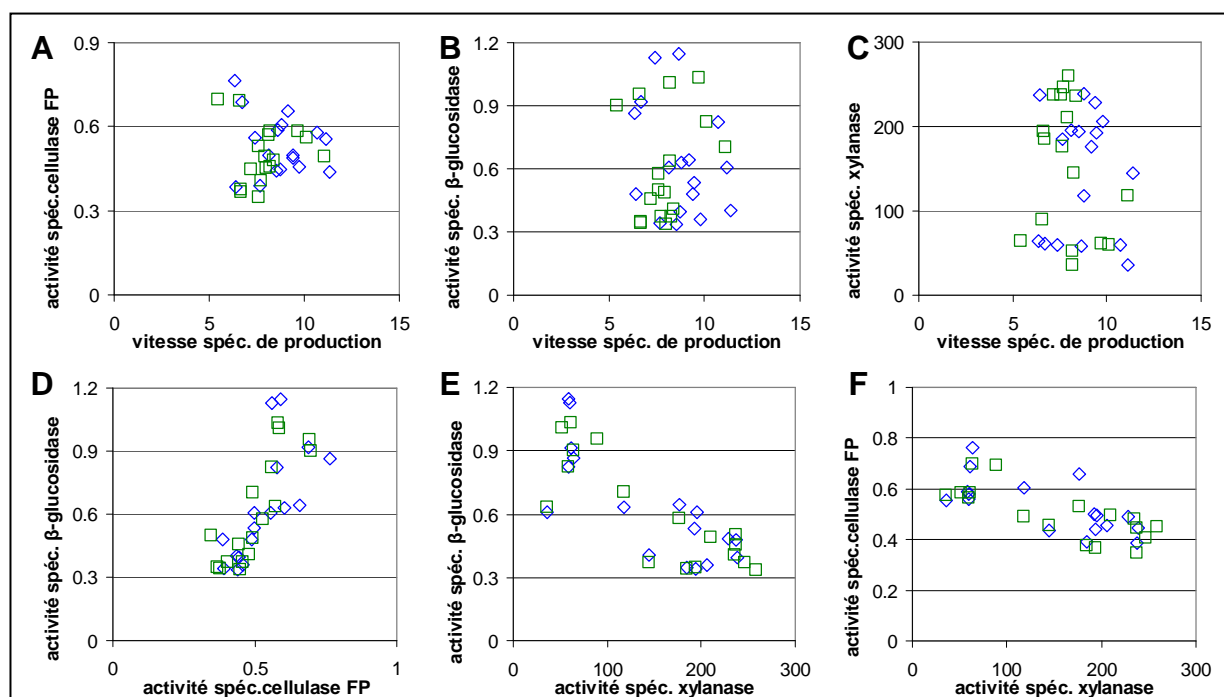 A
0.9
0.6
0.3
0
0
5
10
15
activité spéc.cellulase FP
vitesse spéc. de production
B
1.2
0.9
0.6
0.3
0
0
5
10
15
activité spéc. β-glucosidase
vitesse spéc. de production
C
300
200
100
0
0
5
10
15
activité spéc. xylanase
vitesse spéc. de production
D
1.2
0.9
0.6
0.3
0
0
0.5
1
activité spéc. β-glucosidase
activité spéc.cellulase FP
E
1.2
0.9
0.6
0.3
0
0
100
200
300
activité spéc. β-glucosidase
activité spéc. xylanase
F
1
0.8
0.6
0.4
0.2
0
0
100
200
300
activité spéc.cellulase FP
activité spéc. xylanase